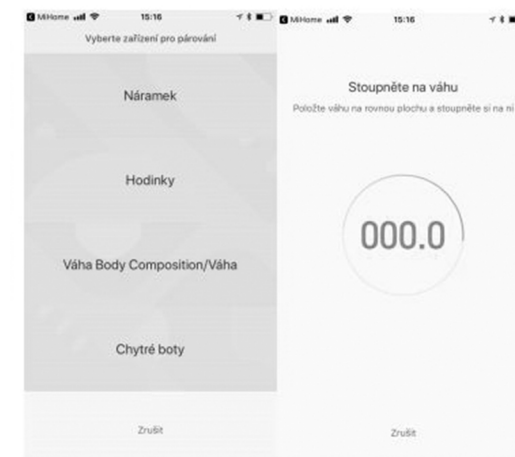 MiHome 15:16
Vyberte zařízení pro párování
Náramek
Hodinky
Váha Body Composition/Váha
Chytré boty
Zrušit
MiHome 15:16
Stoupněte na váhu
Položte váhu na rovnou plochu a stoupněte si na ni
000.0
Zrušit